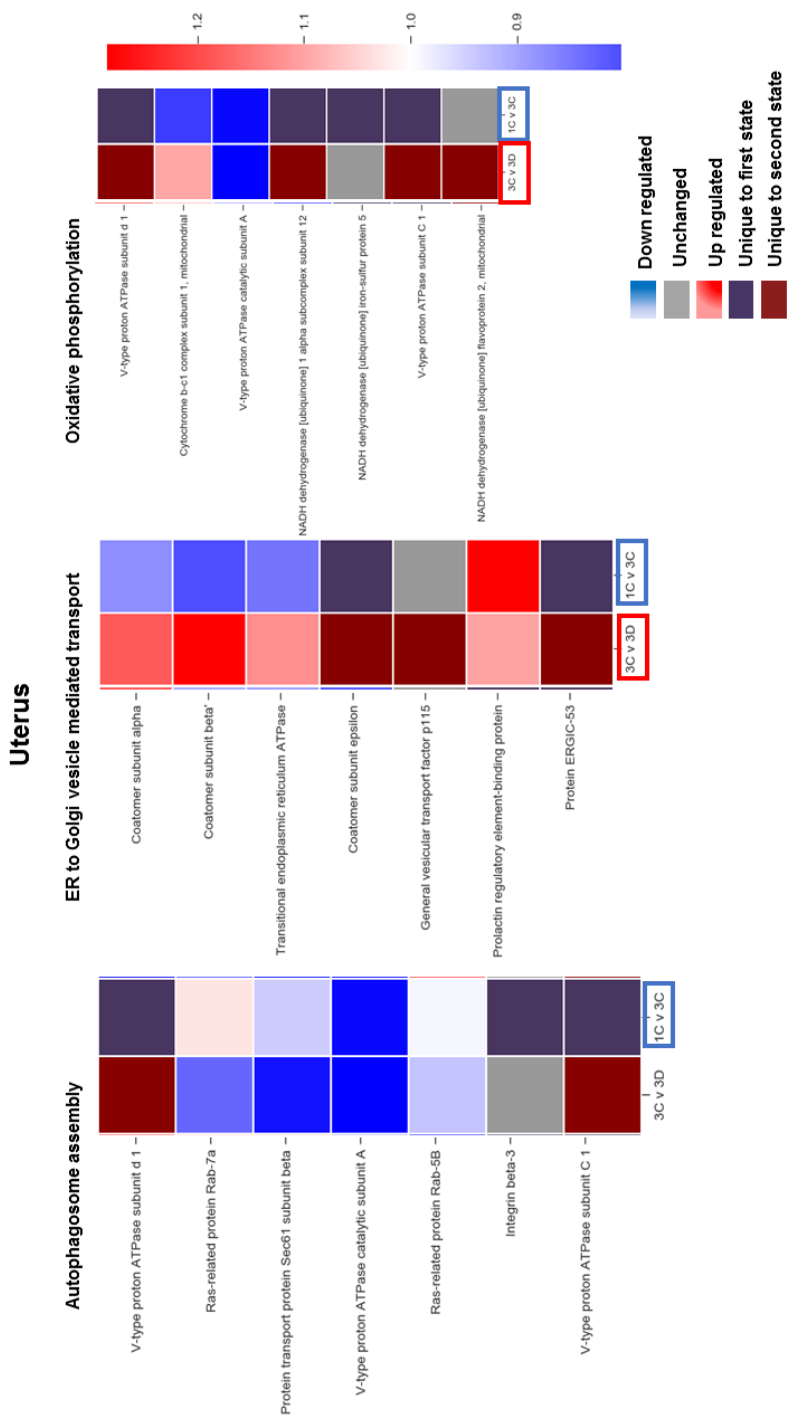 Uterus
Autophagosome assembly
V-type proton ATPase subunit d 1
Ras-related protein Rab-7a
Protein transport protein Sec61 subunit beta
V-type proton ATPase catalytic subunit A
Ras-related protein Rab-5B
Integrin beta-3
V-type proton ATPase subunit C 1
3C v 3D
1C v 3C
ER to Golgi vesicle mediated transport
Coatomer subunit alpha
Coatomer subunit beta'
Transitional endoplasmic reticulum ATPase
Coatomer subunit epsilon
General vesicular transport factor p115
Prolactin regulatory element-binding protein
Protein ERGIC-53
3C v 3D
1C v 3C
Oxidative phosphorylation
V-type proton ATPase subunit d 1
Cytochrome b-c1 complex subunit 1, mitochondrial
V-type proton ATPase catalytic subunit A
NADH dehydrogenase [ubiquinone] 1 alpha subcomplex subunit 12
NADH dehydrogenase [ubiquinone] iron-sulfur protein 5
V-type proton ATPase subunit C 1
NADH dehydrogenase [ubiquinone] flavoprotein 2, mitochondrial
3C v 3D
1C v 3C
1.2
1.1
1.0
0.9
Down regulated
Unchanged
Up regulated
Unique to first state
Unique to second state